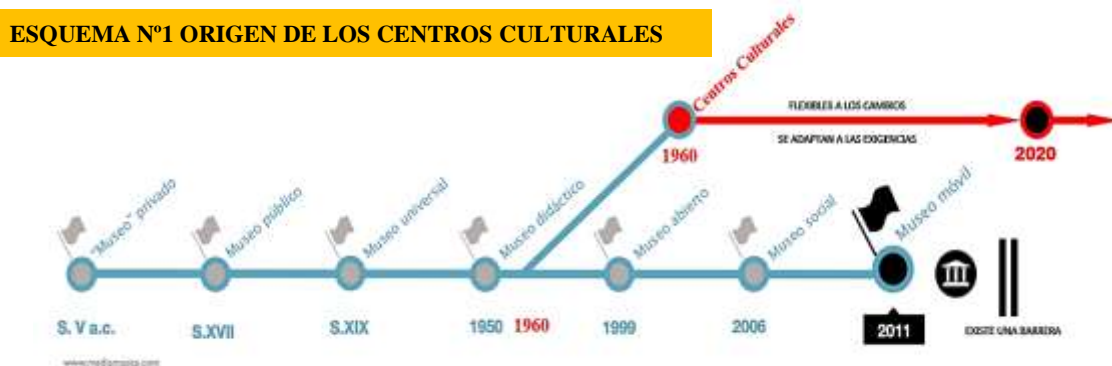 ESQUEMA Nº1 ORIGEN DE LOS CENTROS CULTURALES
Centros Culturales
FLEXIBLES A LOS CAMBIOS
SE ADAPTAN A LAS EXIGENCIAS
1960
2020
"Museo" privado
Museo público
Museo universal
Museo didáctico
Museo abierto
Museo social
Museo móvil
S. V a.c.
S.XVII
S.XIX
1950
1960
1999
2006
2011
EXISTE UNA BARRERA